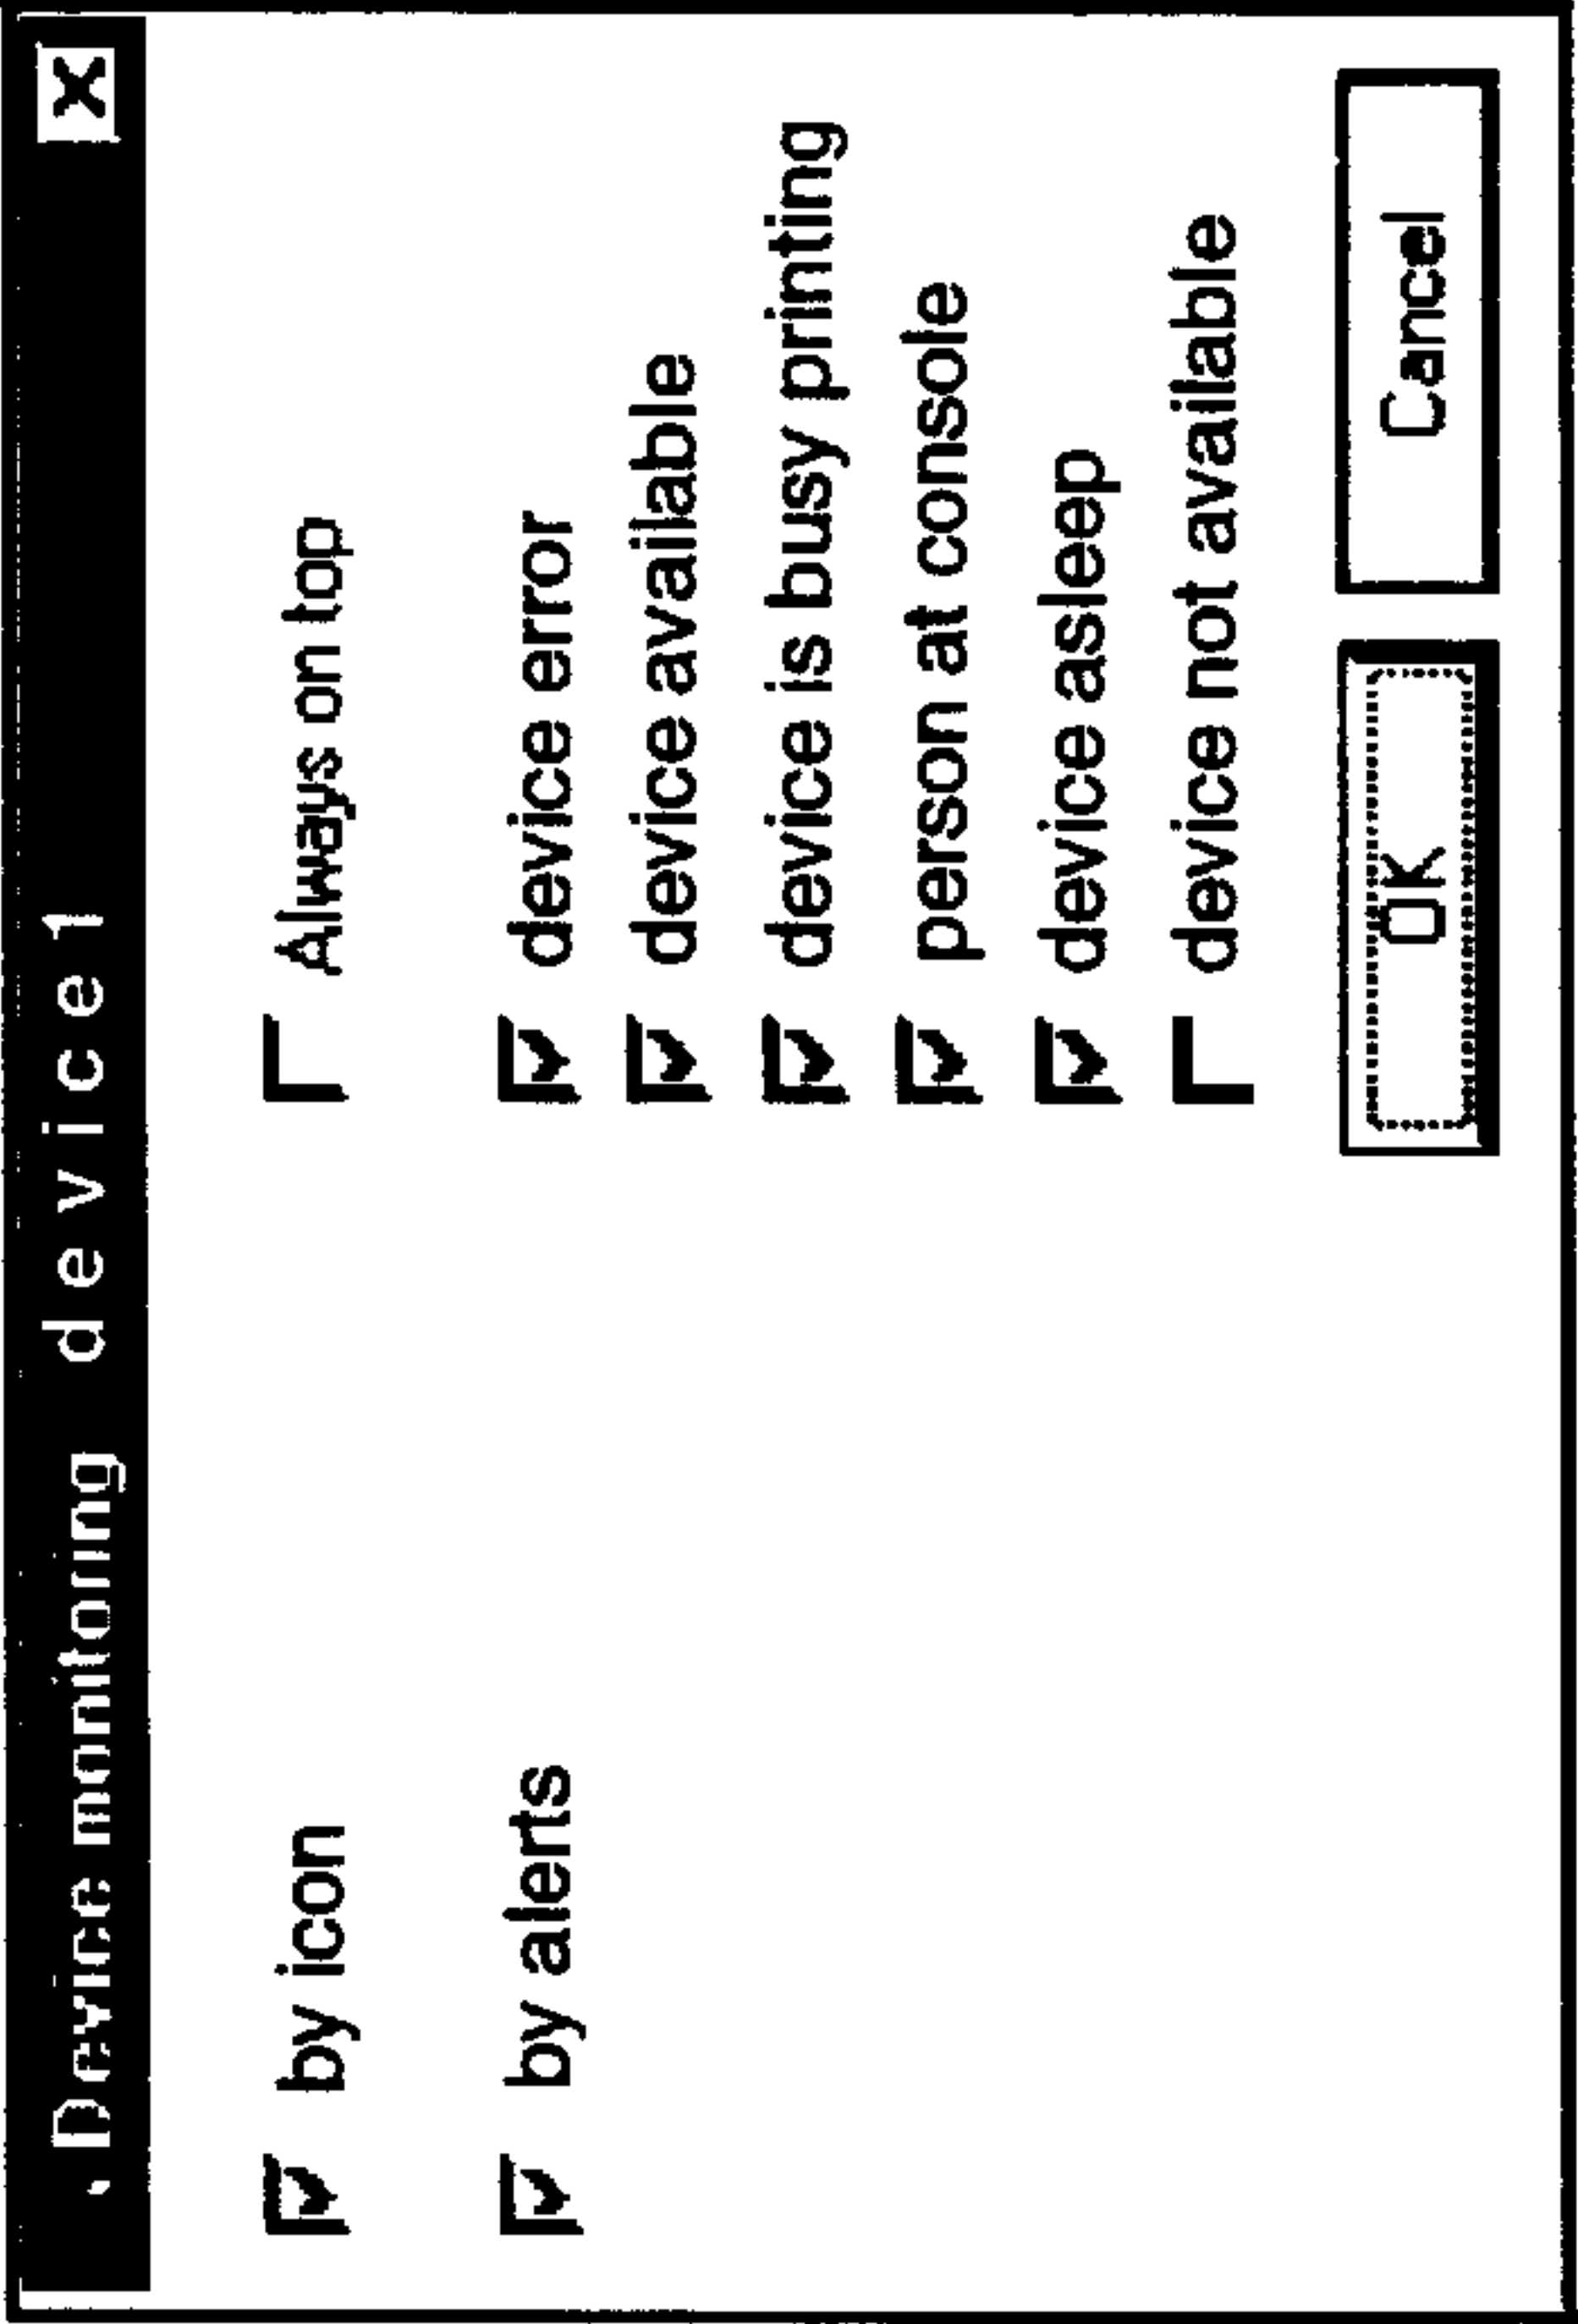 Device monitoring device1 X
by icon Always on top
by alerts device error
device available
device is busy printing
person at console
device asleep
device not available
OK Cancel